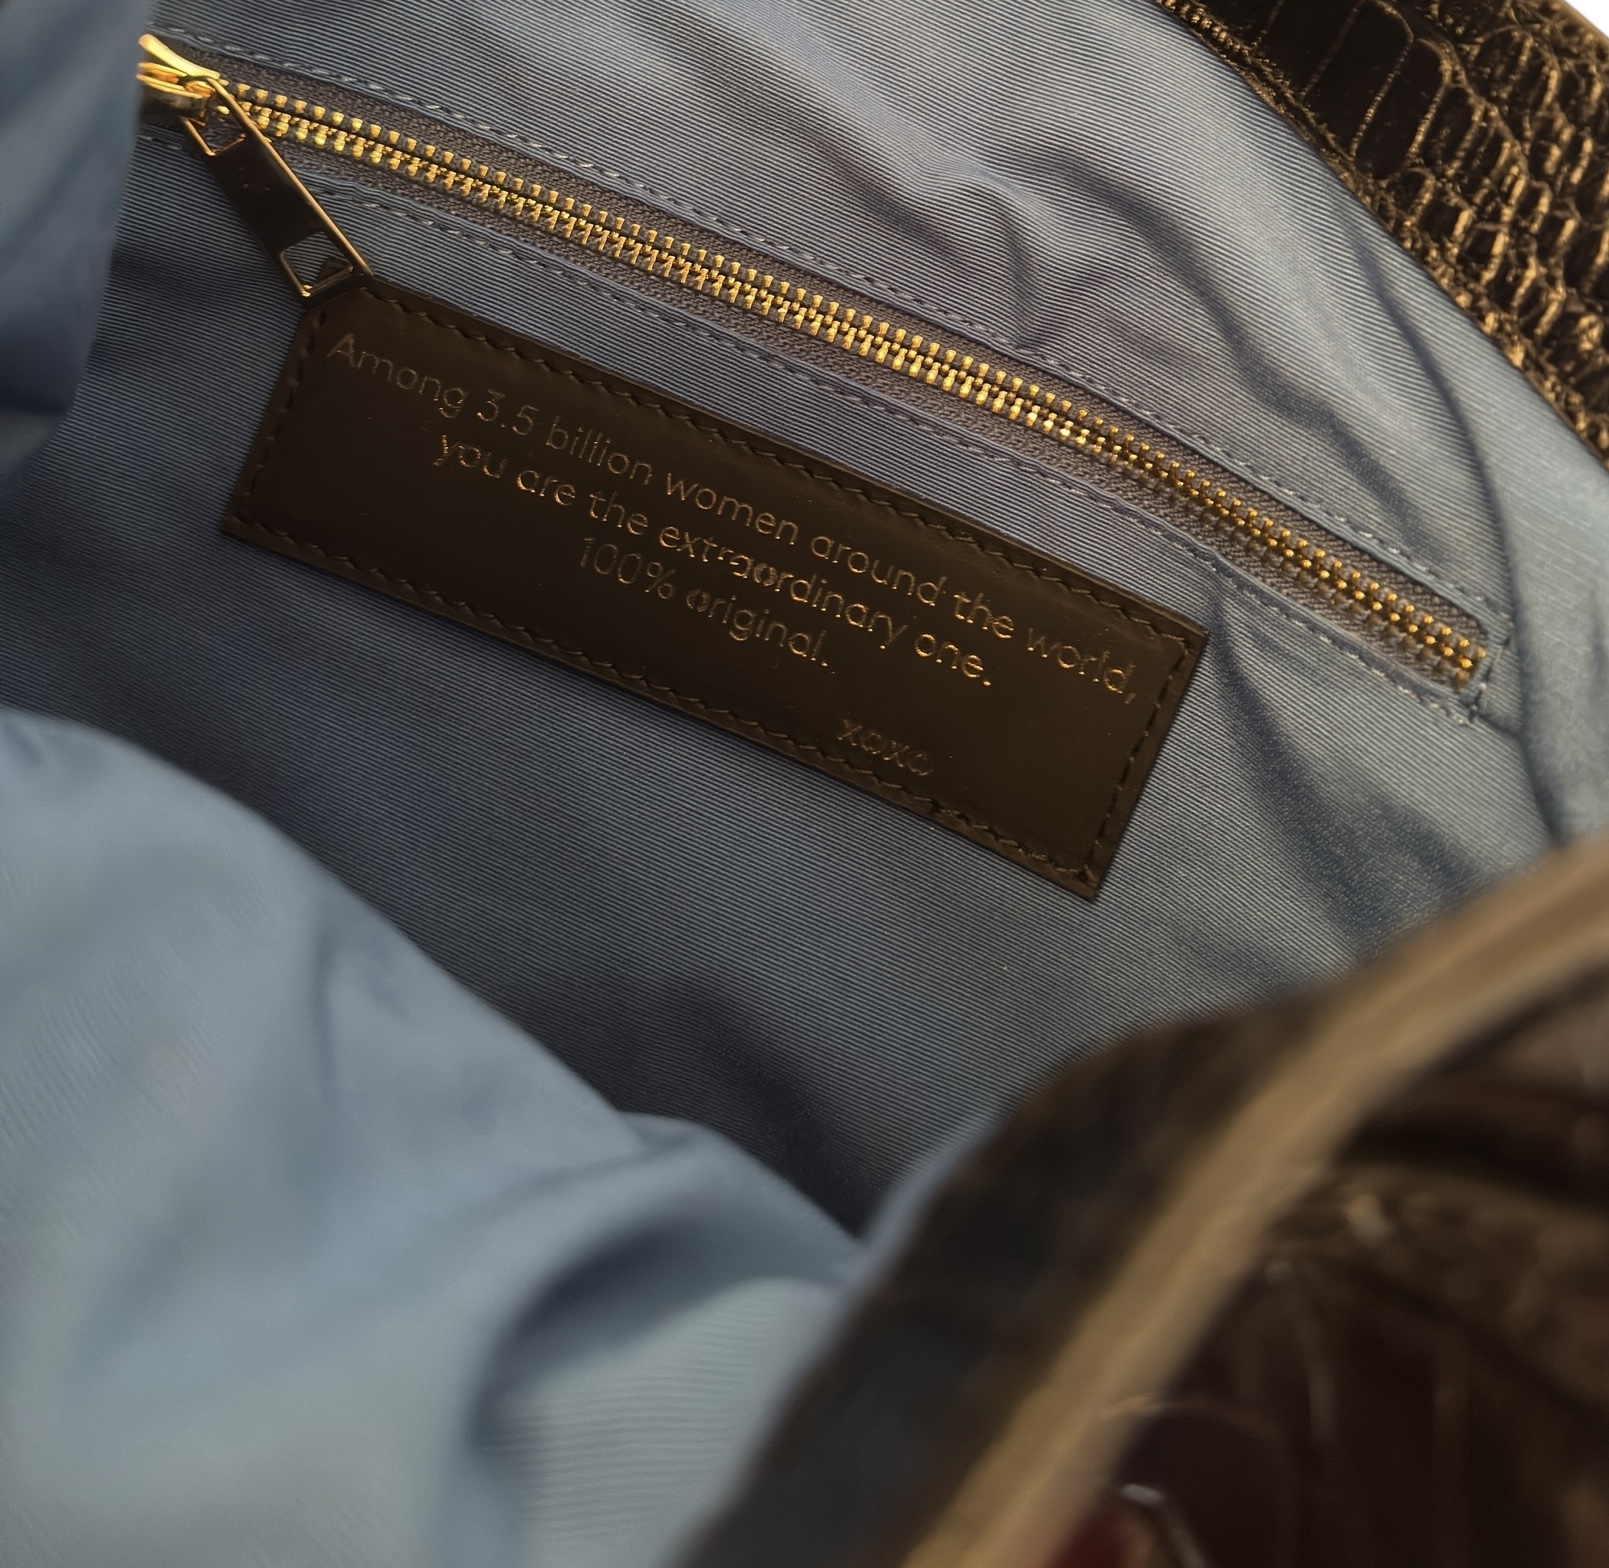 Among 3.5 billion women around the world,
you are the extraordinary one.
100% original.
xoxo